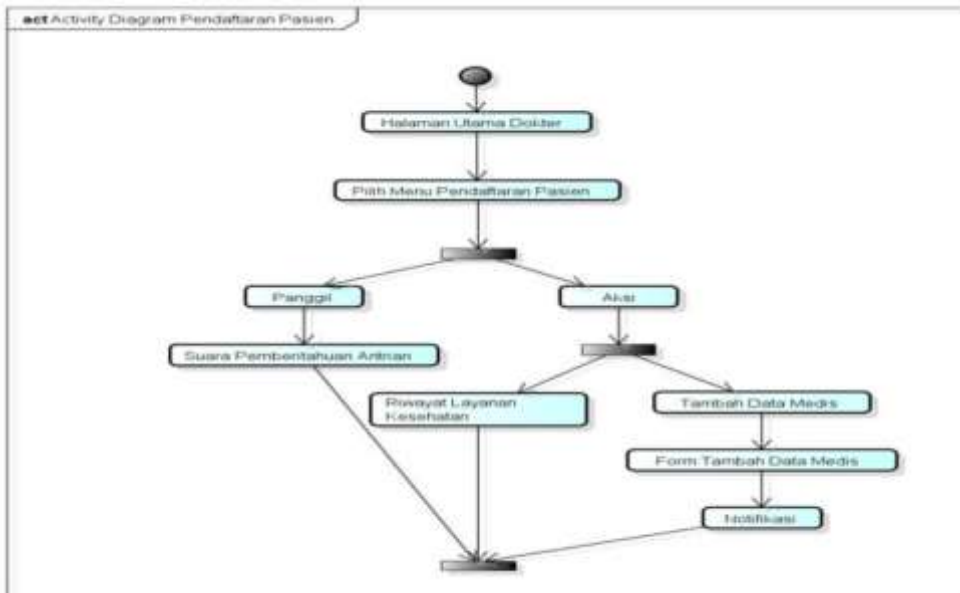 act Activity Diagram Pendaftaran Pasien
Halaman Utama Dokter
Pilih Menu Pendaftaran Pasien
Panggil
Aksi
Suara Pemberitahuan Antrian
Riwayat Layanan
Kesehatan
Tambah Data Medis
Form Tambah Data Medis
Notifikasi